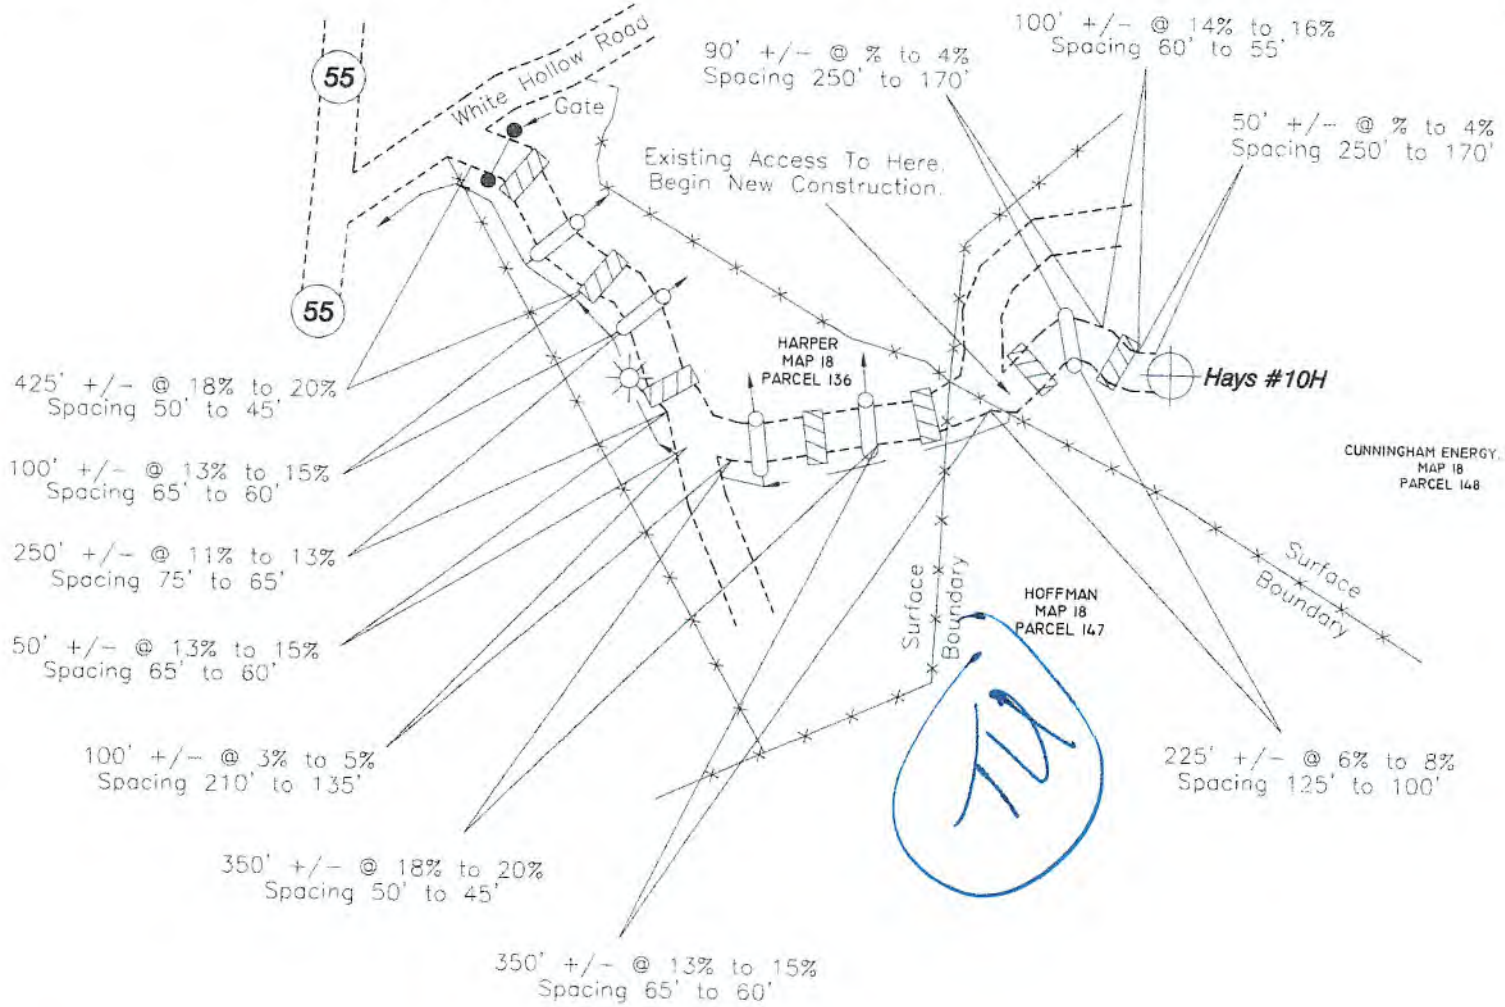 100' +/- @ 14% to 16%
Spacing 60' to 55'
90' +/- @ % to 4%
Spacing 250' to 170'
55
White Hollow Road
Gate
50' +/- @ % to 4%
Spacing 250' to 170'
Existing Access To Here.
Begin New Construction.
55
HARPER
MAP 18
PARCEL 136
Hays #10H
425' +/- @ 18% to 20%
Spacing 50' to 45'
100' +/- @ 13% to 15%
Spacing 65' to 60'
CUNNINGHAM ENERGY.
MAP 18
PARCEL 148
250' +/- @ 11% to 13%
Spacing 75' to 65'
Surface
Boundary
Surface
Boundary
HOFFMAN
MAP 18
PARCEL 147
50' +/- @ 13% to 15%
Spacing 65' to 60'
100' +/- @ 3% to 5%
Spacing 210' to 135'
225' +/- @ 6% to 8%
Spacing 125' to 100'
350' +/- @ 18% to 20%
Spacing 50' to 45'
350' +/- @ 13% to 15%
Spacing 65' to 60'